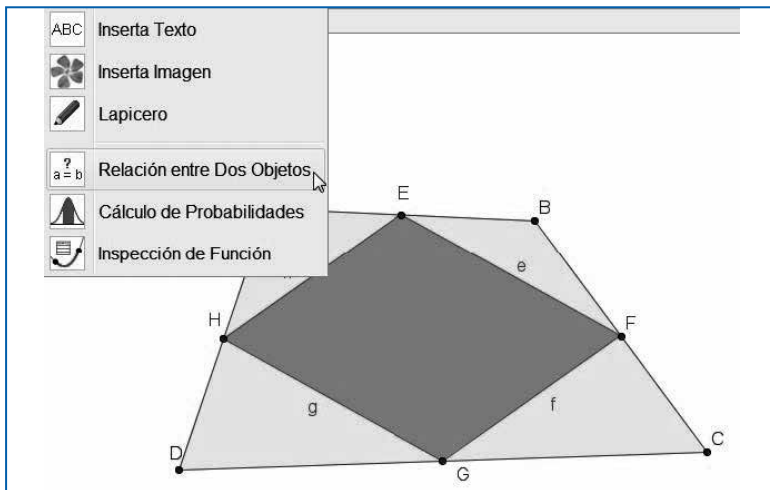 ABC Inserta Texto
Inserta Imagen
Lapicero
?
a = b Relación entre Dos Objetos
Cálculo de Probabilidades
Inspección de Función
E
B
e
H
F
g
f
D
C
G